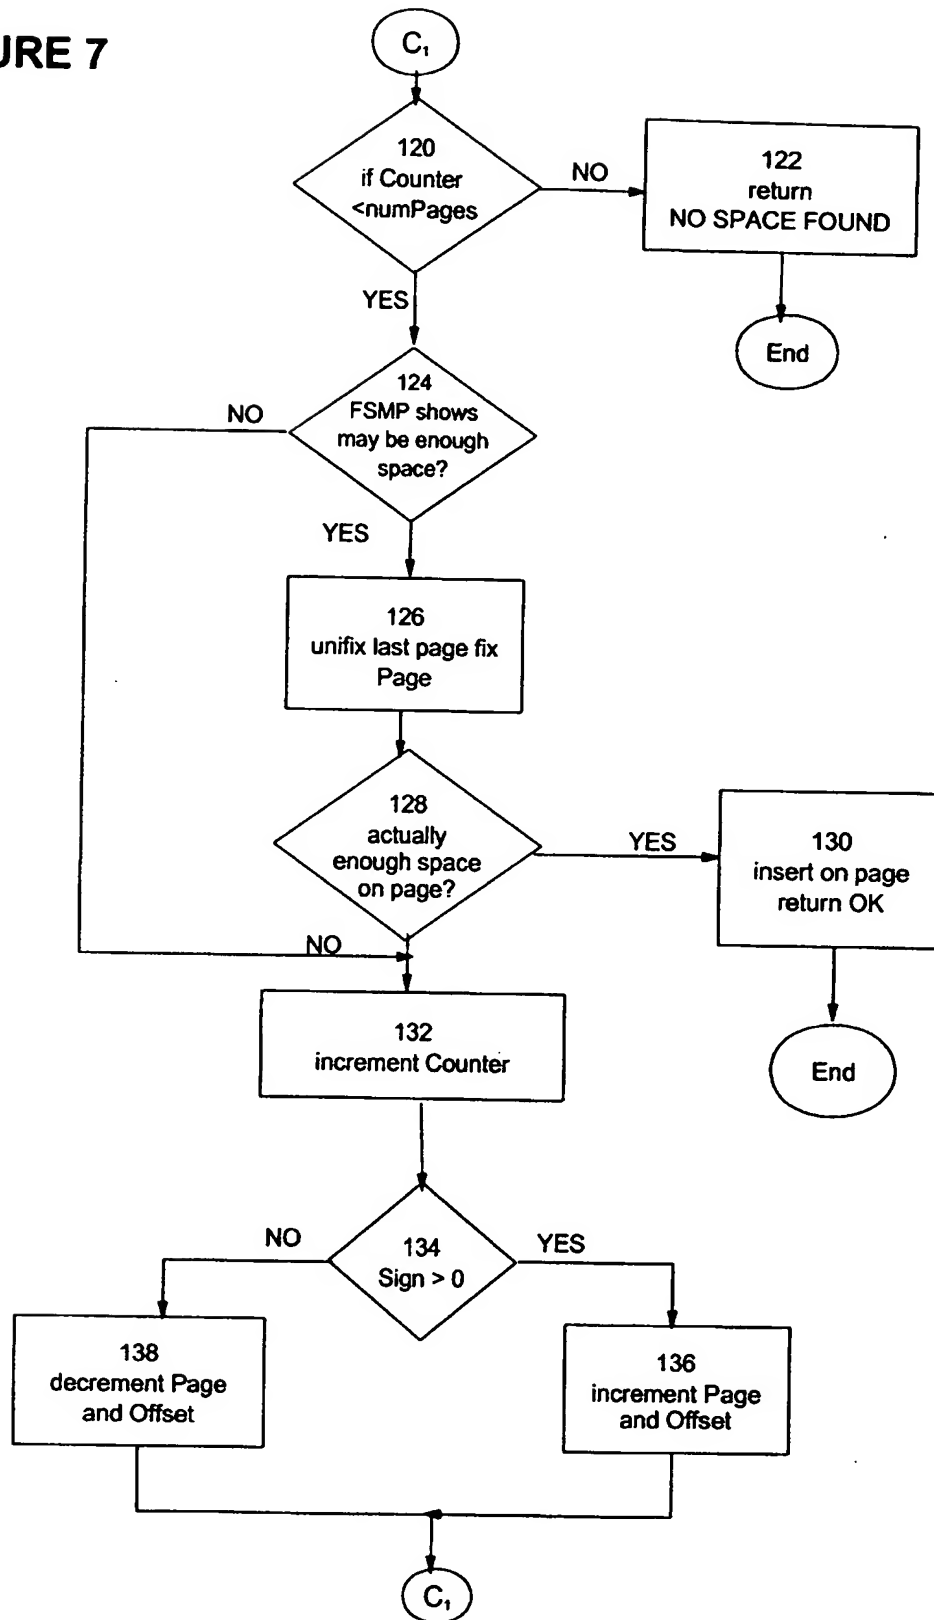 URE 7
C₁
120
if Counter
<numPages
NO
122
return
NO SPACE FOUND
YES
End
124
FSMP shows
may be enough
space?
NO
YES
126
unifix last page fix
Page
128
actually
enough space
on page?
YES
130
insert on page
return OK
NO
132
increment Counter
End
134
Sign > 0
NO
YES
138
decrement Page
and Offset
136
increment Page
and Offset
C₁